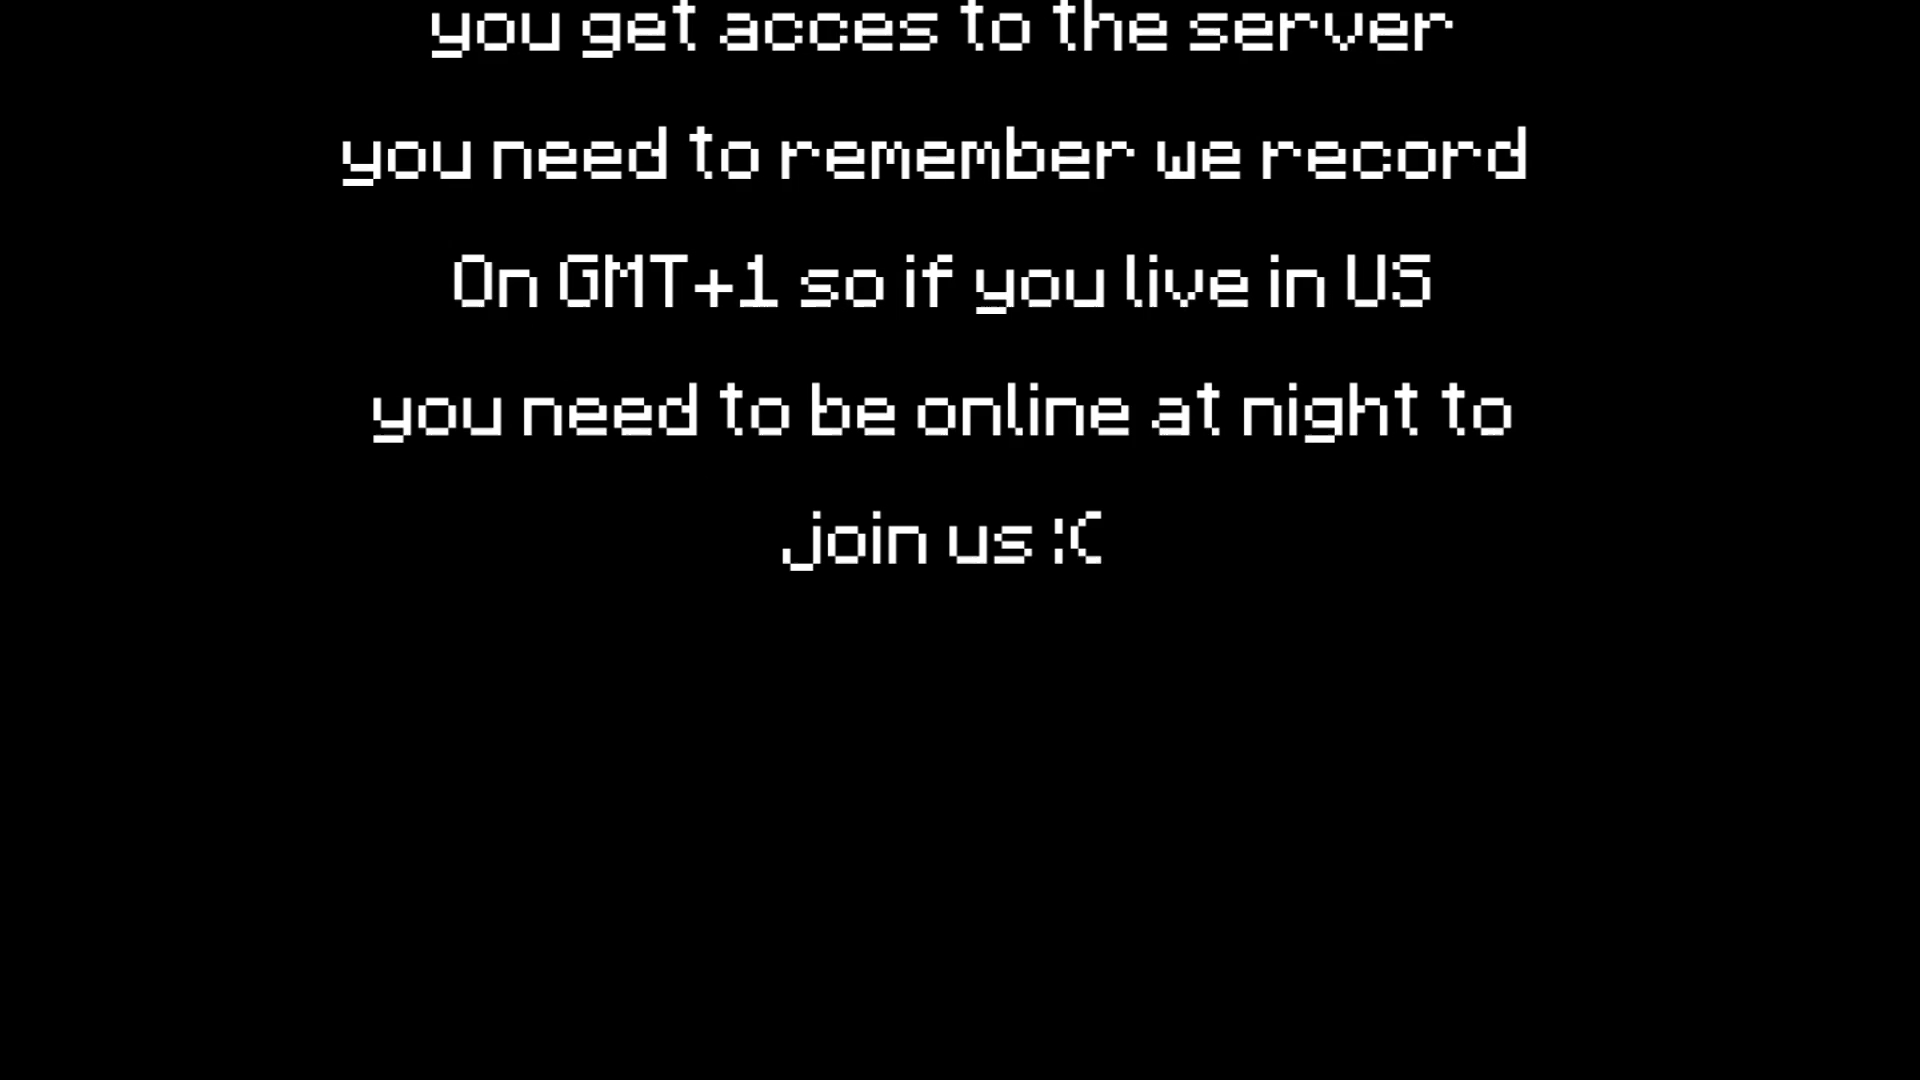 you get acces to the server
you need to remember we record
On GMT+1 so if you live in US
you need to be online at night to
join us :(